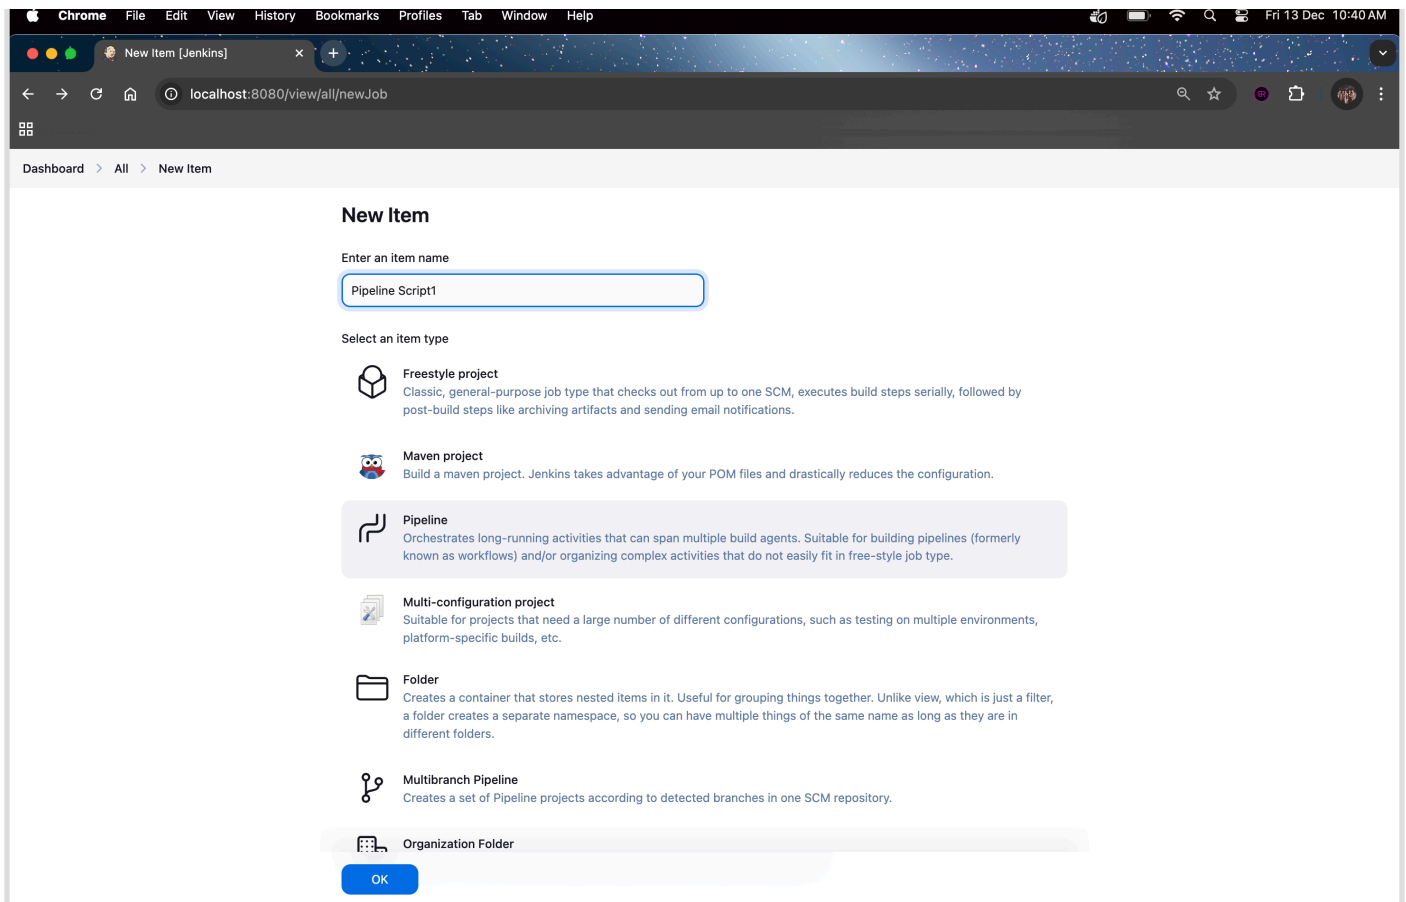 Chrome File Edit View History Bookmarks Profiles Tab Window Help Fri 13 Dec 10:40 AM
New Item [Jenkins]
localhost:8080/view/all/newJob
Dashboard All New Item
New Item
Enter an item name
Pipeline Script1
Select an item type
Freestyle project
Classic, general-purpose job type that checks out from up to one SCM, executes build steps serially, followed by
post-build steps like archiving artifacts and sending email notifications.
Maven project
Build a maven project. Jenkins takes advantage of your POM files and drastically reduces the configuration.
Pipeline
Orchestrates long-running activities that can span multiple build agents. Suitable for building pipelines (formerly
known as workflows) and/or organizing complex activities that do not easily fit in free-style job type.
Multi-configuration project
Suitable for projects that need a large number of different configurations, such as testing on multiple environments,
platform-specific builds, etc.
Folder
Creates a container that stores nested items in it. Useful for grouping things together. Unlike view, which is just a filter,
a folder creates a separate namespace, so you can have multiple things of the same name as long as they are in
different folders.
Multibranch Pipeline
Creates a set of Pipeline projects according to detected branches in one SCM repository.
Organization Folder
OK